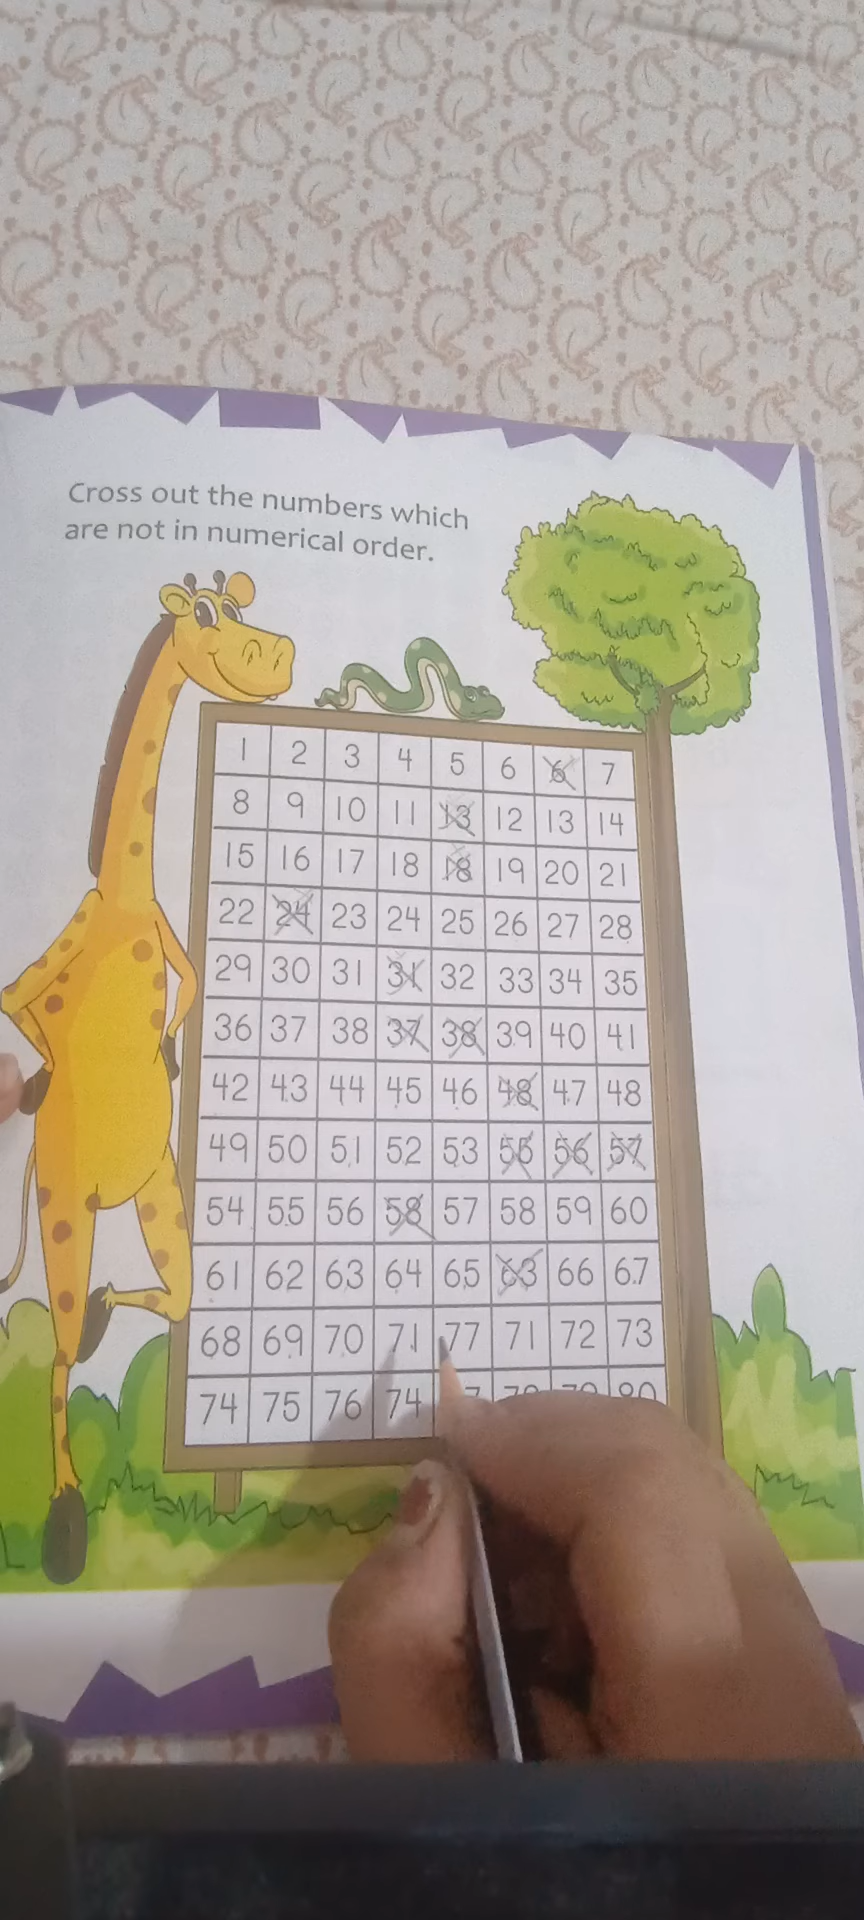 Cross out the numbers which
are not in numerical order.
1 2 3 4 5 6 6 7
8 9 10 11 13 12 13 14
15 16 17 18 18 19 20 21
22 24 23 24 25 26 27 28
29 30 31 31 32 33 34 35
36 37 38 37 38 39 40 41
42 43 44 45 46 48 47 48
49 50 51 52 53 55 56 57
54 55 56 58 57 58 59 60
61 62 63 64 65 63 66 67
68 69 70 71 77 71 72 73
74 75 76 74